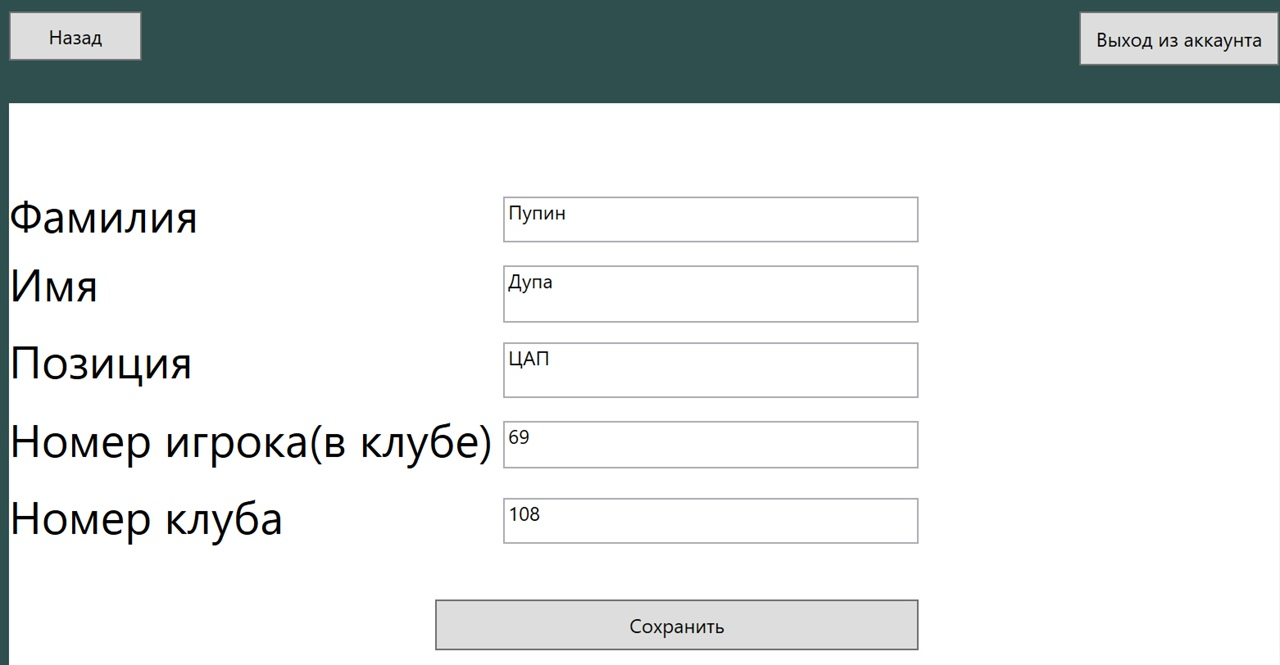 Назад
Выход из аккаунта
Фамилия
Пупин
Имя
Дупа
Позиция
ЦАП
Номер игрока(в клубе)
69
Номер клуба
108
Сохранить